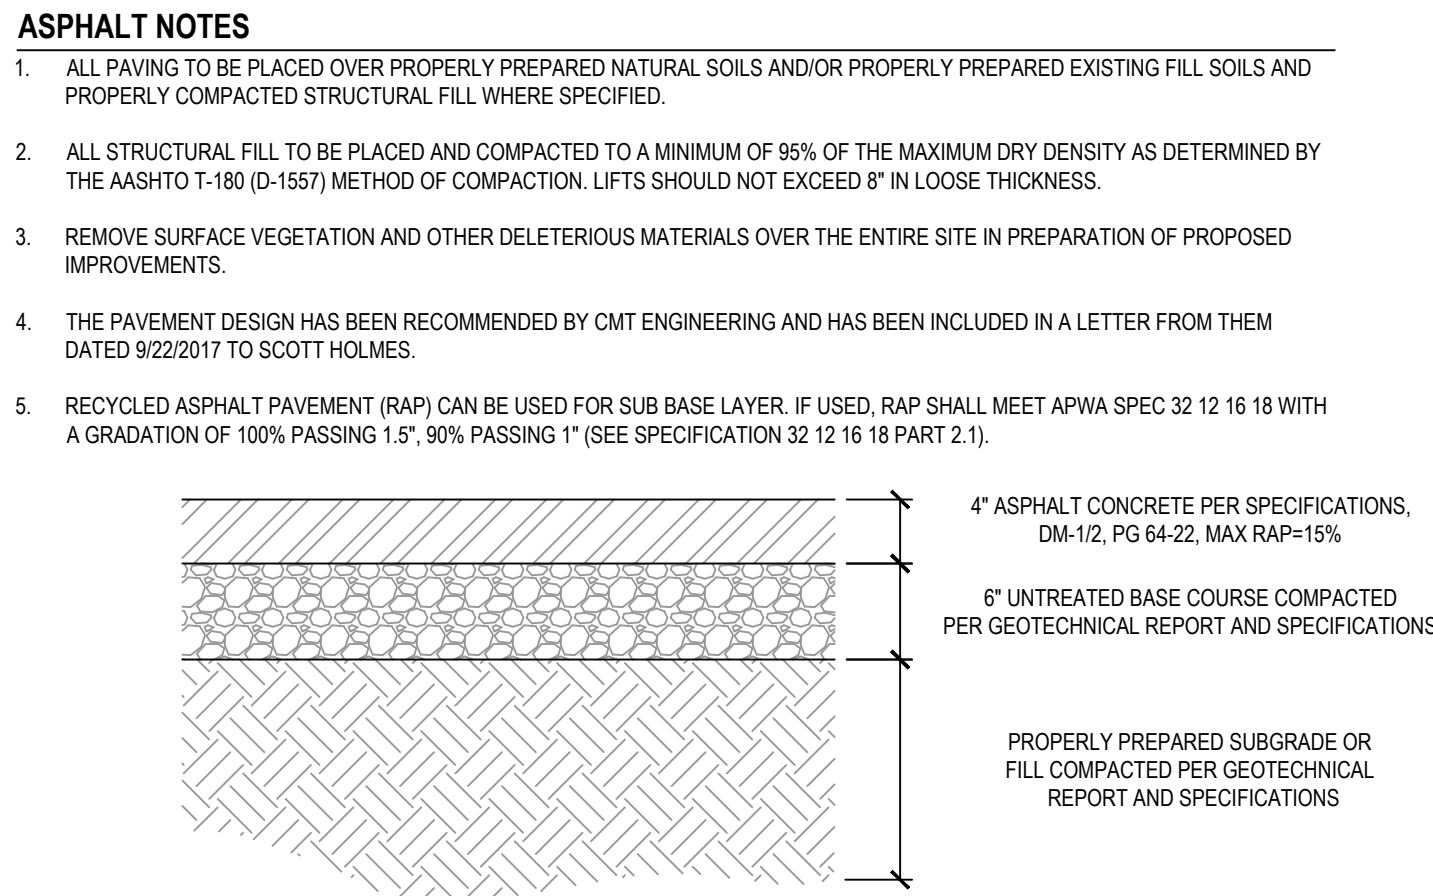 ASPHALT NOTES
1. ALL PAVING TO BE PLACED OVER PROPERLY PREPARED NATURAL SOILS AND/OR PROPERLY PREPARED EXISTING FILL SOILS AND
PROPERLY COMPACTED STRUCTURAL FILL WHERE SPECIFIED.
2. ALL STRUCTURAL FILL TO BE PLACED AND COMPACTED TO A MINIMUM OF 95% OF THE MAXIMUM DRY DENSITY AS DETERMINED BY
THE AASHTO T-180 (D-1557) METHOD OF COMPACTION. LIFTS SHOULD NOT EXCEED 8" IN LOOSE THICKNESS.
3. REMOVE SURFACE VEGETATION AND OTHER DELETERIOUS MATERIALS OVER THE ENTIRE SITE IN PREPARATION OF PROPOSED
IMPROVEMENTS.
4. THE PAVEMENT DESIGN HAS BEEN RECOMMENDED BY CMT ENGINEERING AND HAS BEEN INCLUDED IN A LETTER FROM THEM
DATED 9/22/2017 TO SCOTT HOLMES.
5. RECYCLED ASPHALT PAVEMENT (RAP) CAN BE USED FOR SUB BASE LAYER. IF USED, RAP SHALL MEET APWA SPEC 32 12 16 18 WITH
A GRADATION OF 100% PASSING 1.5", 90% PASSING 1" (SEE SPECIFICATION 32 12 16 18 PART 2.1).
4" ASPHALT CONCRETE PER SPECIFICATIONS,
DM-1/2, PG 64-22, MAX RAP=15%
6" UNTREATED BASE COURSE COMPACTED
PER GEOTECHNICAL REPORT AND SPECIFICATIONS
PROPERLY PREPARED SUBGRADE OR
FILL COMPACTED PER GEOTECHNICAL
REPORT AND SPECIFICATIONS